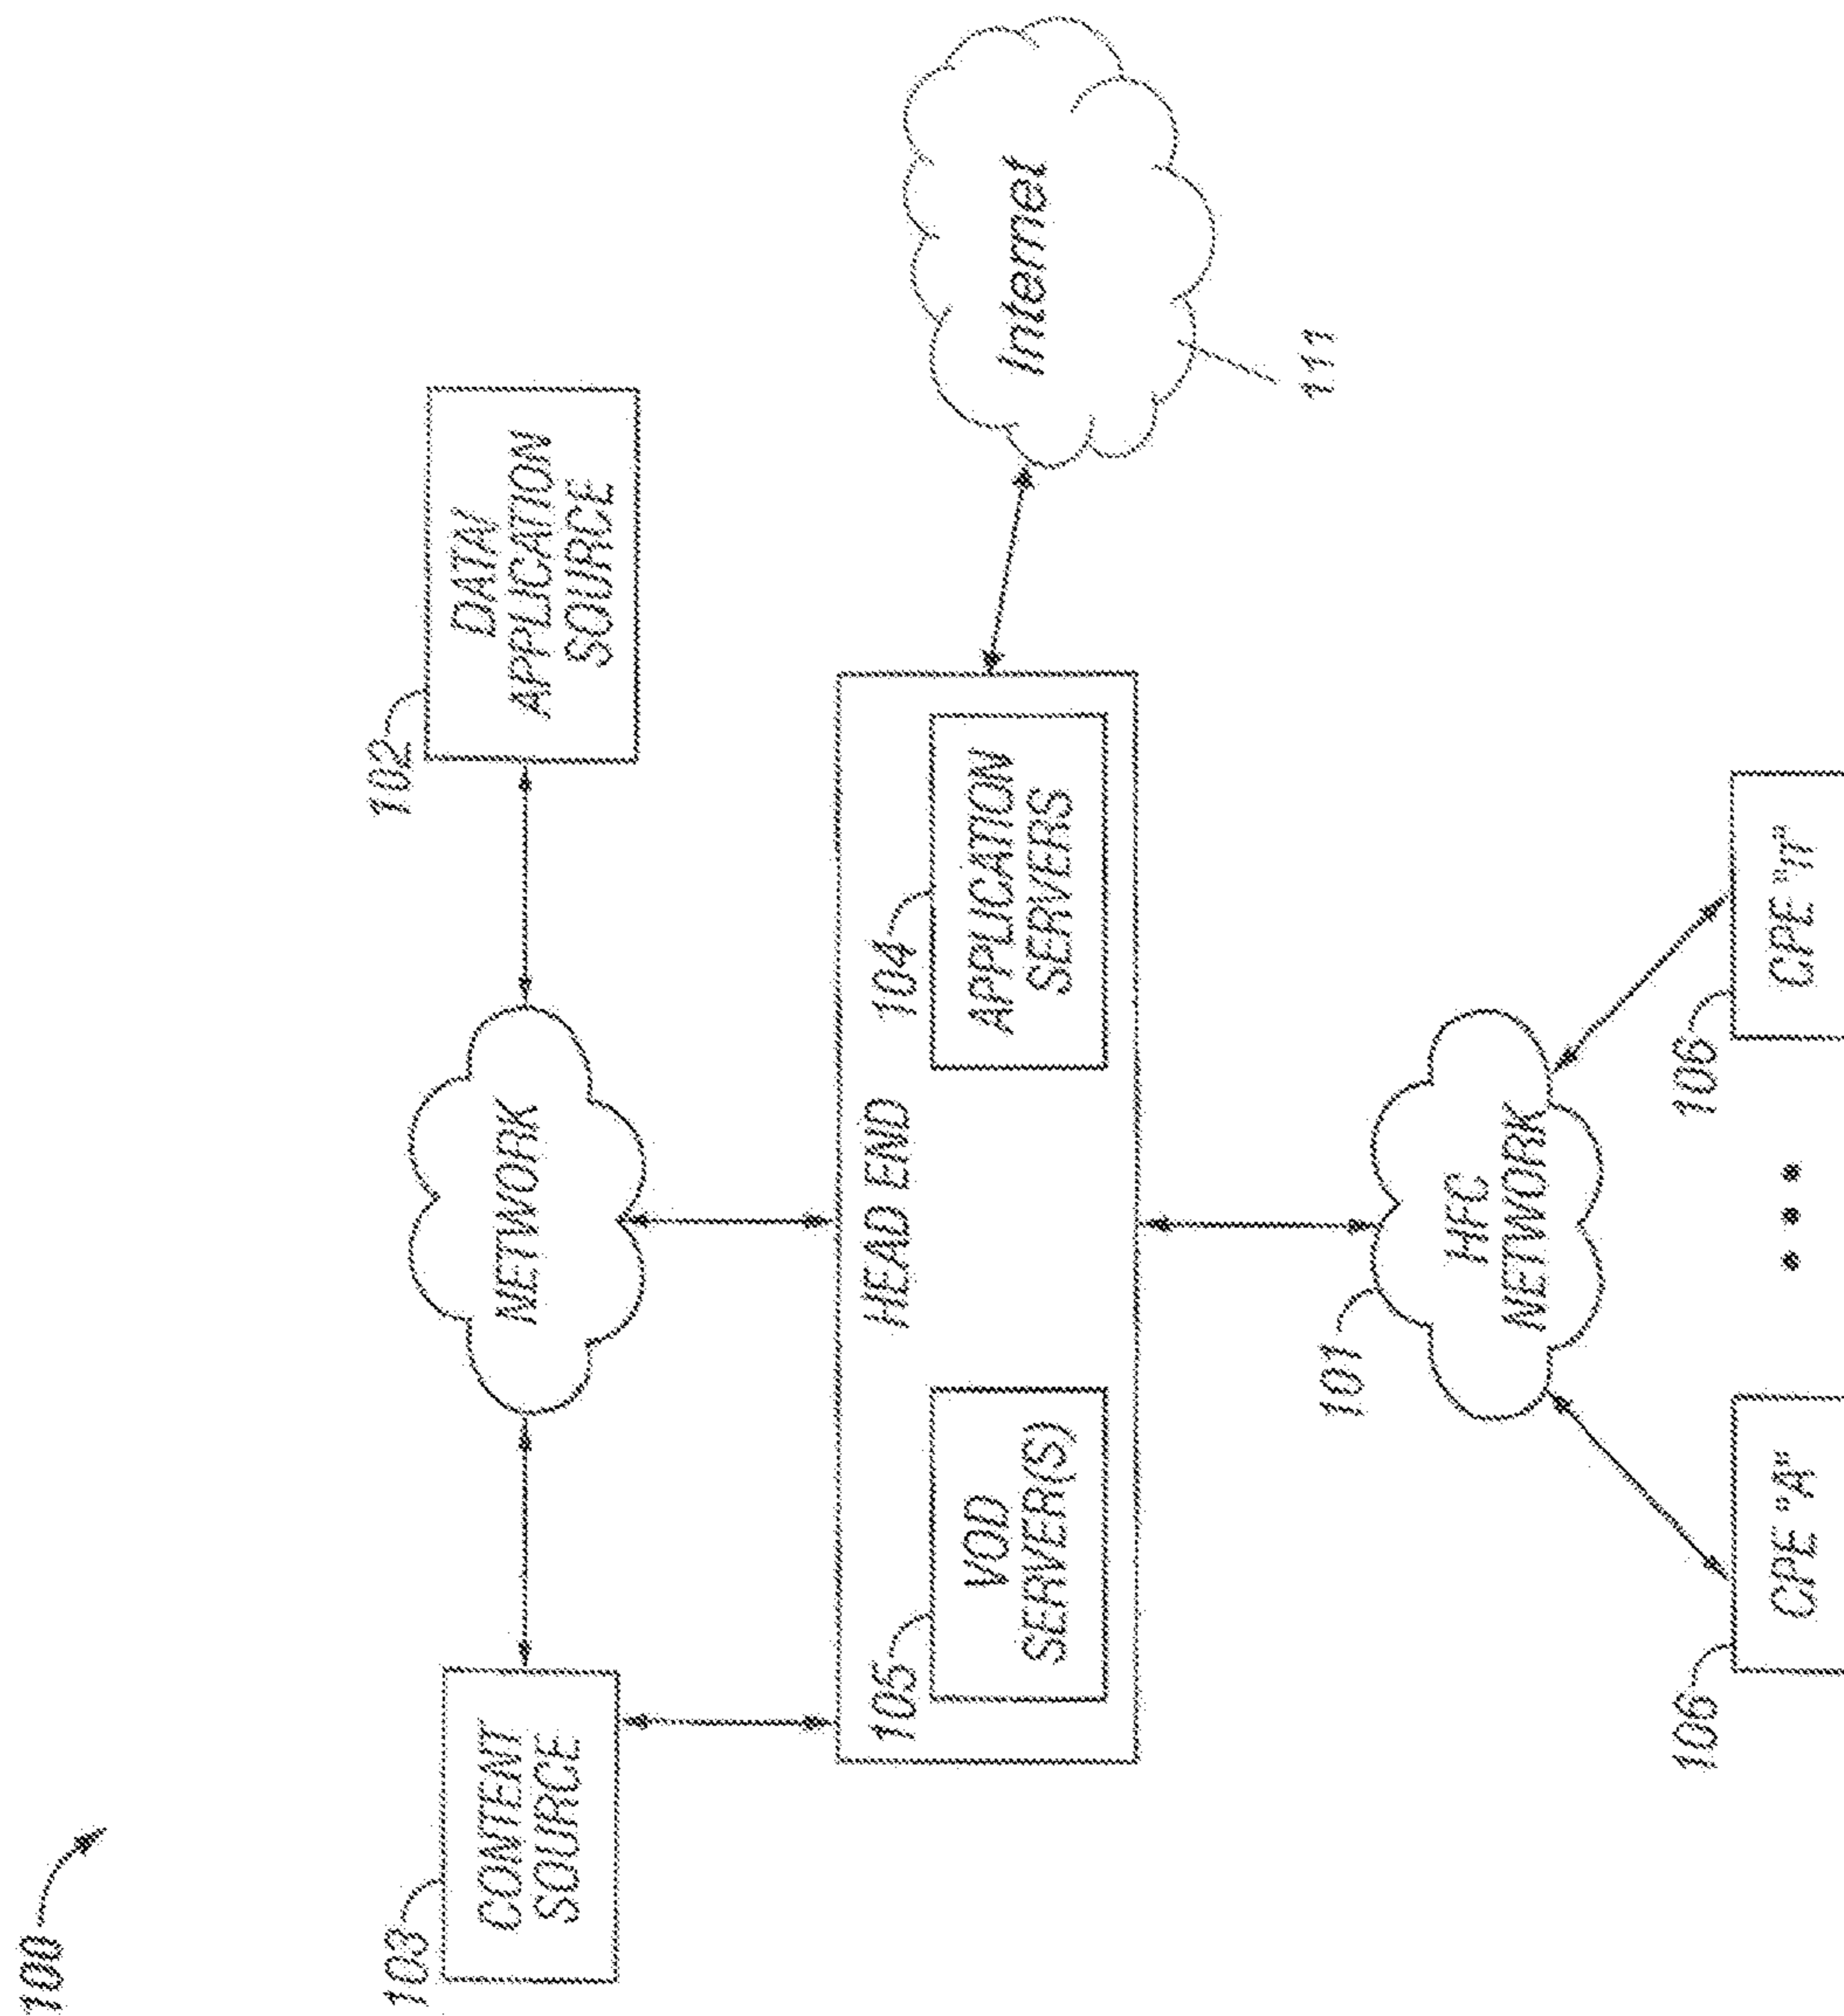 100
102
DATA/
APPLICATION
SOURCE
103
CONTENT
SOURCE
NETWORK
HEAD END
105
VOD
SERVER(S)
104
APPLICATION
SERVERS
Internet
111
101
HFC
NETWORK
106
CPE "A"
106
CPE "n"